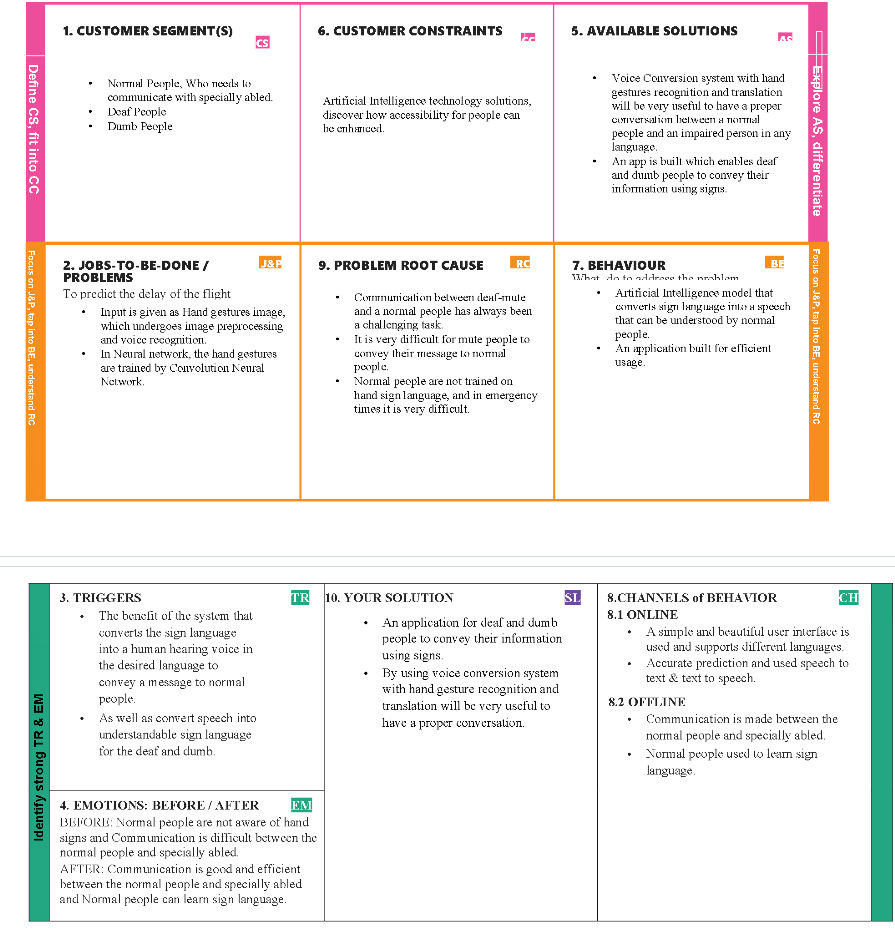 Define CS, fit into CC
1. CUSTOMER SEGMENT(S)
CS
• Normal People, Who needs to
communicate with specially abled.
• Deaf People
• Dumb People
6. CUSTOMER CONSTRAINTS
CC
Artificial Intelligence technology solutions,
discover how accessibility for people can
be enhanced.
5. AVAILABLE SOLUTIONS
AS
• Voice Conversion system with hand
gestures recognition and translation
will be very useful to have a proper
conversation between a normal
people and an impaired person in any
language.
• An app is built which enables deaf
and dumb people to convey their
information using signs.
Explore AS, differentiate
Focus on J&P, tap into BE, understand RC
2. JOBS-TO-BE-DONE /
PROBLEMS
J&P
To predict the delay of the flight
• Input is given as Hand gestures image,
which undergoes image preprocessing
and voice recognition.
• In Neural network, the hand gestures
are trained by Convolution Neural
Network.
9. PROBLEM ROOT CAUSE
RC
• Communication between deaf-mute
and a normal people has always been
a challenging task.
• It is very difficult for mute people to
convey their message to normal
people.
• Normal people are not trained on
hand sign language, and in emergency
times it is very difficult.
7. BEHAVIOUR
BE
What do to address the problem
• Artificial Intelligence model that
converts sign language into a speech
that can be understood by normal
people.
• An application built for efficient
usage.
Focus on J&P, tap into BE, understand RC
Identify strong TR & EM
3. TRIGGERS
TR
• The benefit of the system that
converts the sign language
into a human hearing voice in
the desired language to
convey a message to normal
people.
• As well as convert speech into
understandable sign language
for the deaf and dumb.
4. EMOTIONS: BEFORE / AFTER
EM
BEFORE: Normal people are not aware of hand
signs and Communication is difficult between the
normal people and specially abled.
AFTER: Communication is good and efficient
between the normal people and specially abled
and Normal people can learn sign language.
10. YOUR SOLUTION
SL
• An application for deaf and dumb
people to convey their information
using signs.
• By using voice conversion system
with hand gesture recognition and
translation will be very useful to
have a proper conversation.
8.CHANNELS of BEHAVIOR
CH
8.1 ONLINE
• A simple and beautiful user interface is
used and supports different languages.
• Accurate prediction and used speech to
text & text to speech.
8.2 OFFLINE
• Communication is made between the
normal people and specially abled.
• Normal people used to learn sign
language.